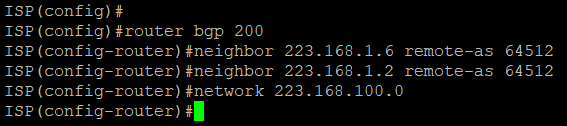 ISP(config)#
ISP(config)#router bgp 200
ISP(config-router)#neighbor 223.168.1.6 remote-as 64512
ISP(config-router)#neighbor 223.168.1.2 remote-as 64512
ISP(config-router)#network 223.168.100.0
ISP(config-router)#